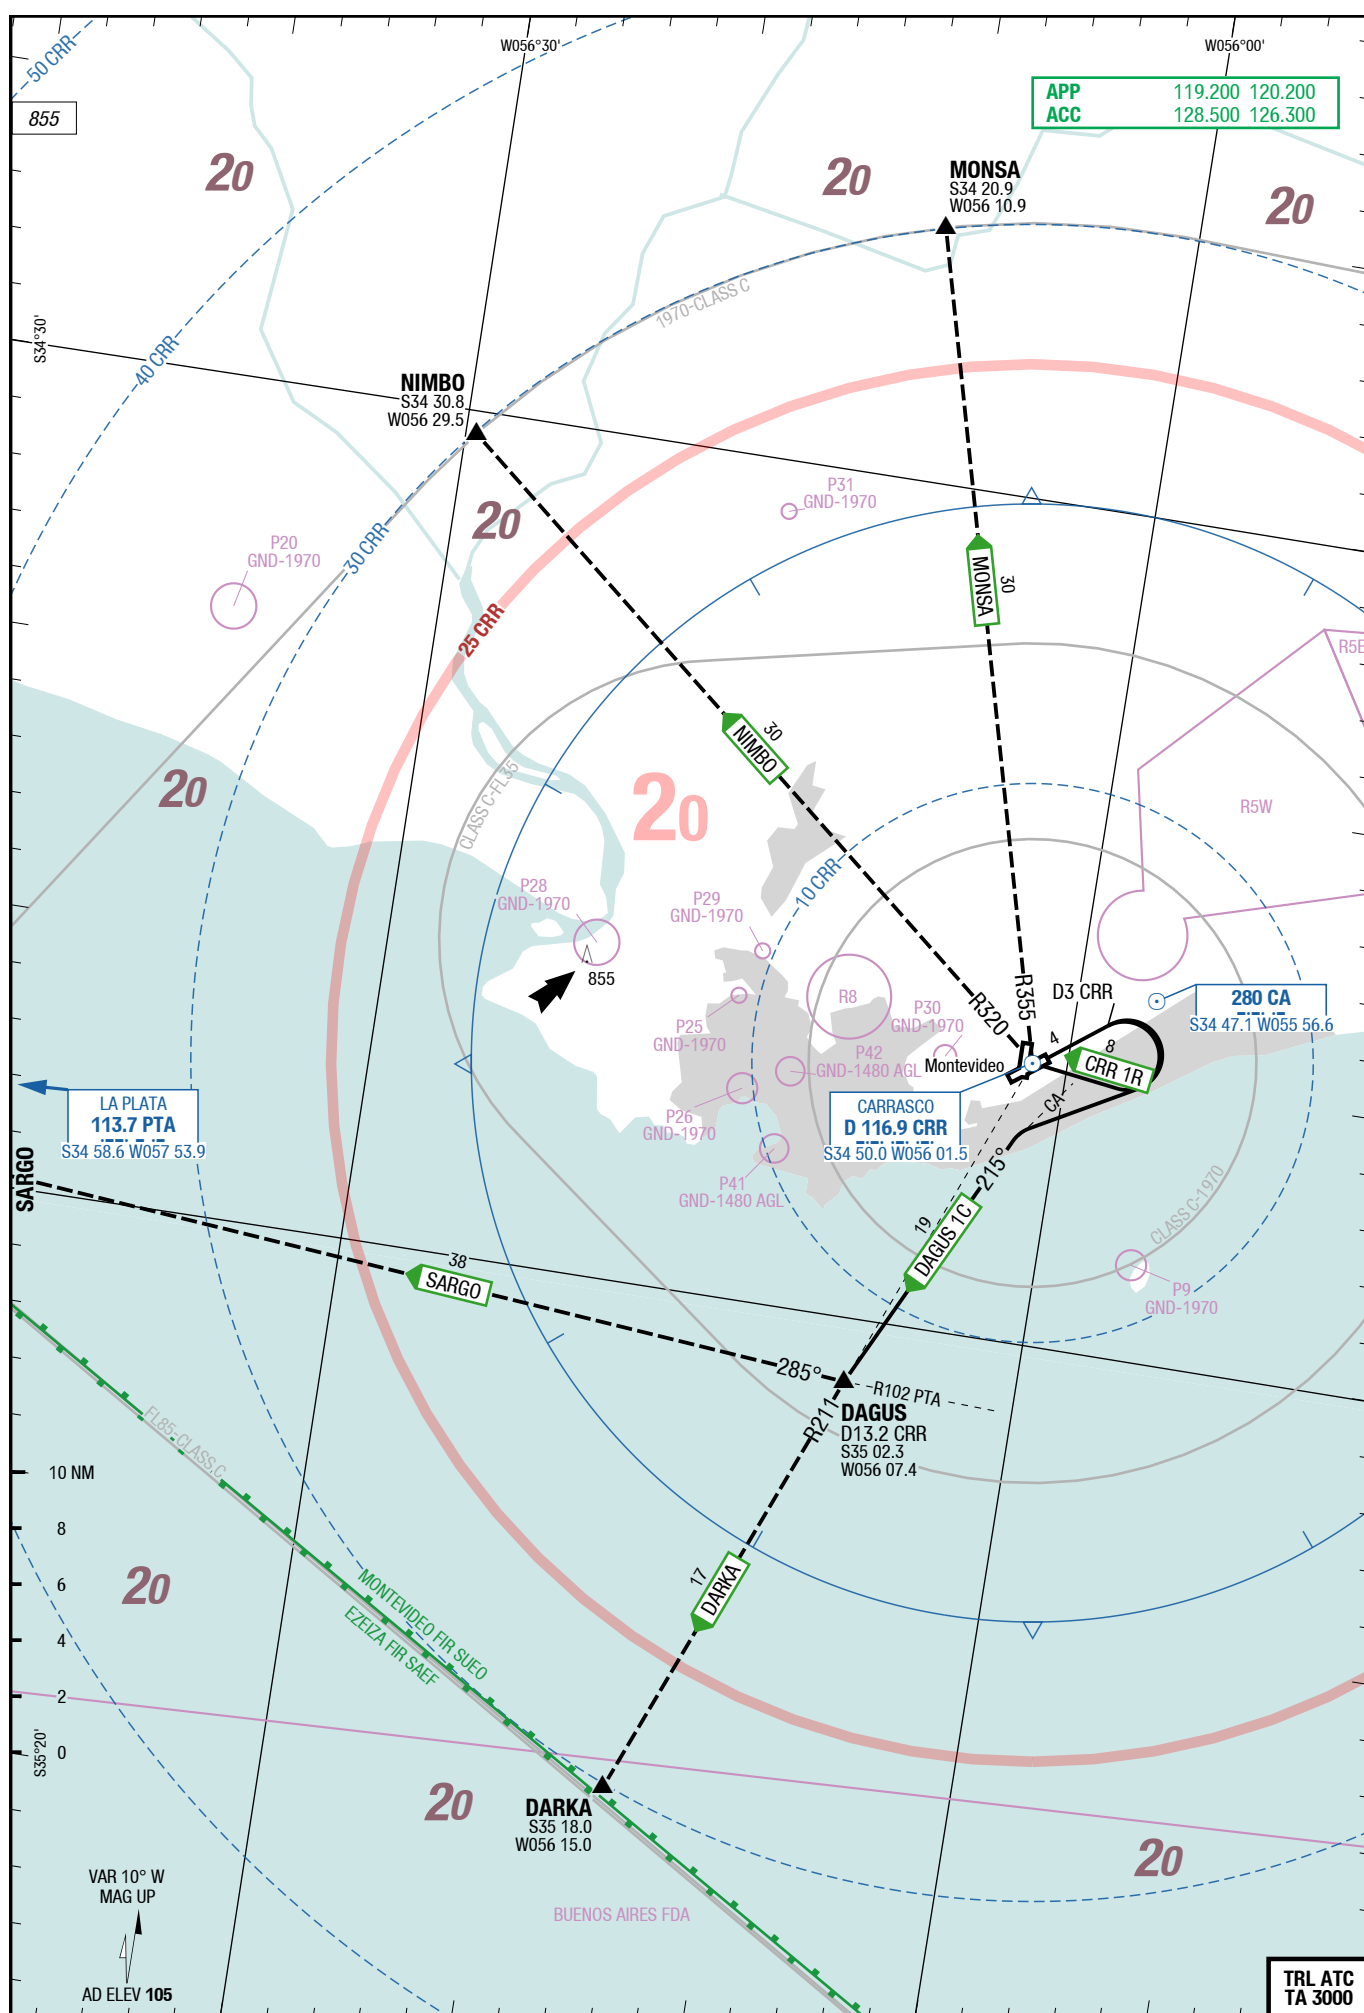 50 CRR
W056°30'
W056°00'
APP 119.200 120.200
ACC 128.500 126.300
855
20
20
20
MONSA
S34 20.9
W056 10.9
1970-CLASS C
S34°30'
40 CRR
NIMBO
S34 30.8
W056 29.5
20
P31
GND-1970
P20
GND-1970
30 CRR
MONSA
30
25 CRR
R5E
NIMBO
30
20
20
CLASS C-FL35
R5W
10 CRR
P28
GND-1970
P29
GND-1970
855
R8
P25
GND-1970
P30
GND-1970
R320
R355
D3 CRR
280 CA
S34 47.1 W055 56.6
P42
GND-1480 AGL
Montevideo
4
8
CRR 1R
CA
LA PLATA
113.7 PTA
S34 58.6 W057 53.9
P26
GND-1970
CARRASCO
D 116.9 CRR
S34 50.0 W056 01.5
SARGO
P41
GND-1480 AGL
215°
CLASS C-1970
19
DAGUS 1C
38
SARGO
P9
GND-1970
285°
R102 PTA
R211
DAGUS
D13.2 CRR
S35 02.3
W056 07.4
FL85-CLASS C
10 NM
8
6
4
2
0
20
MONTEVIDEO FIR SUEO
EZEIZA FIR SAEF
17
DARKA
S35°20'
20
DARKA
S35 18.0
W056 15.0
20
VAR 10° W
MAG UP
BUENOS AIRES FDA
AD ELEV 105
TRL ATC
TA 3000